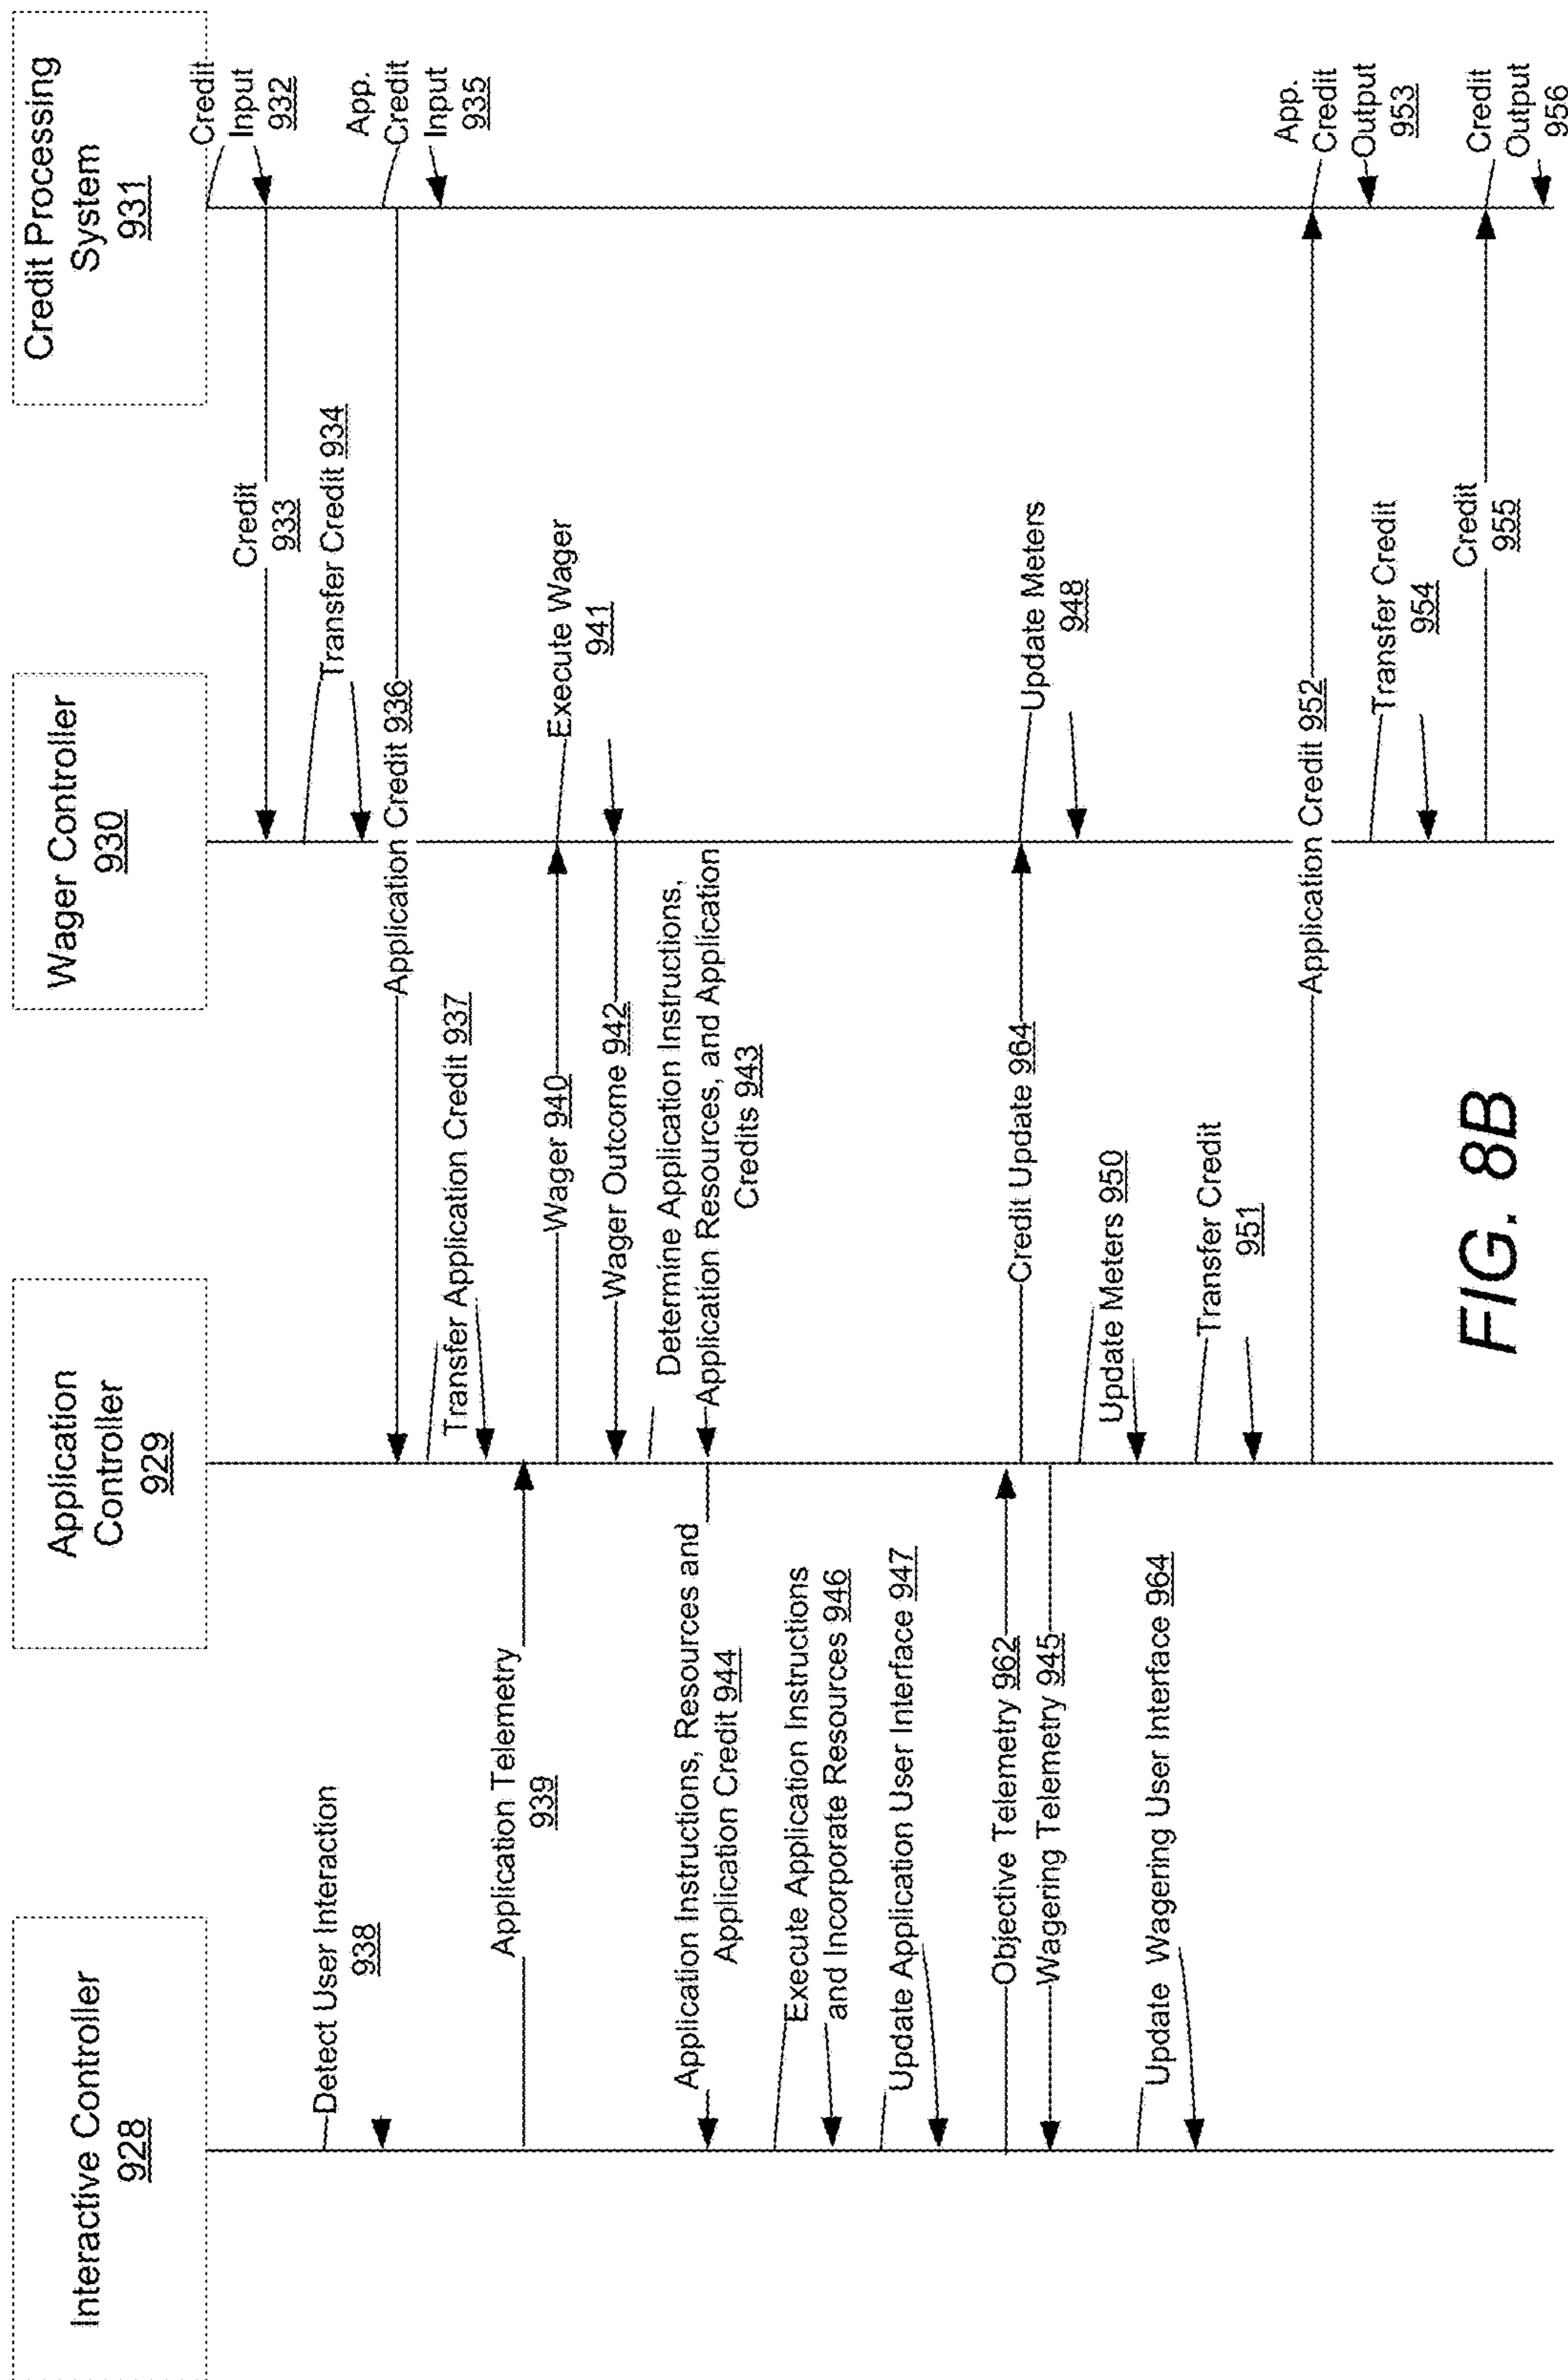 Interactive Controller
928
Application
Controller
929
Wager Controller
930
Credit Processing
System
931
Credit
Input
932
Credit
933
Detect User Interaction
938
Transfer Credit 934
App.
Credit
Input
935
Application Credit 936
Transfer Application Credit 937
Application Telemetry
939
Wager 940
Execute Wager
941
Wager Outcome 942
Determine Application Instructions,
Application Resources, and Application
Credits 943
Application Instructions, Resources and
Application Credit 944
Execute Application Instructions
and Incorporate Resources 946
Update Application User Interface 947
Objective Telemetry 962
Credit Update 964
Update Meters
948
Wagering Telemetry 945
Update Meters 950
Update Wagering User Interface 964
Transfer Credit
951
Application Credit 952
App.
Credit
Output
953
Transfer Credit
954
Credit
955
Credit
Output
956
FIG. 8B